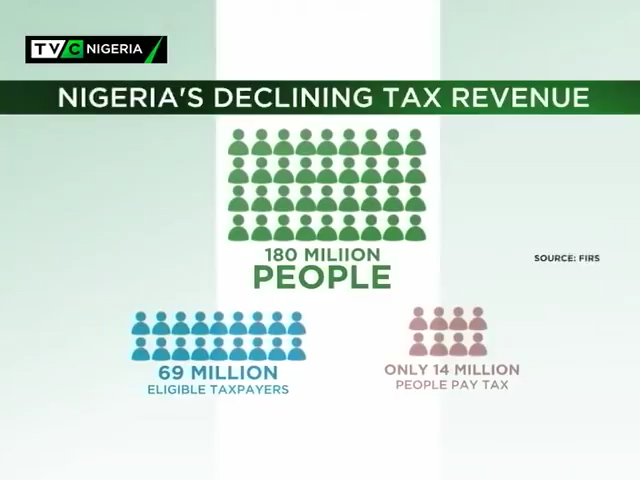 TVC NIGERIA
NIGERIA'S DECLINING TAX REVENUE
180 MILIION
PEOPLE
SOURCE: FIRS
69 MILLION
ELIGIBLE TAXPAYERS
ONLY 14 MILLION
PEOPLE PAY TAX